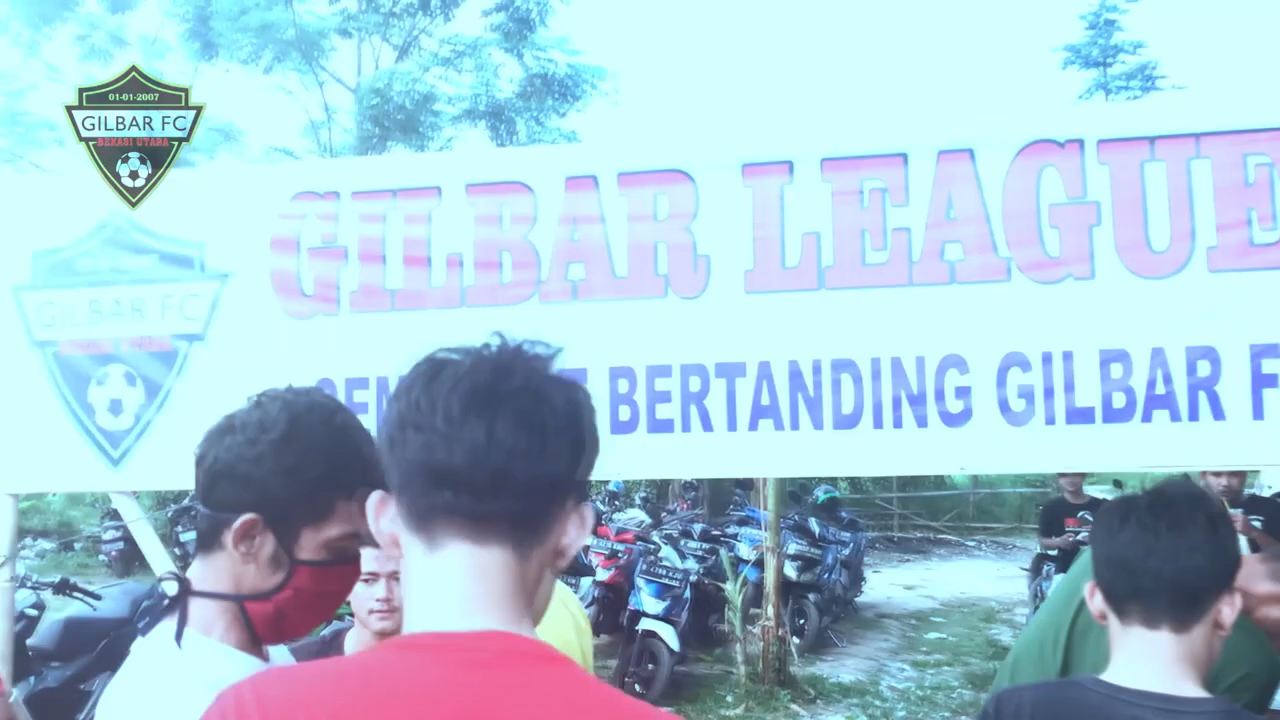 01-01-2007
GILBAR FC
BEKASI UTARA
GILBAR LEAGUE
GILBAR FC
BERTANDING GILBAR F